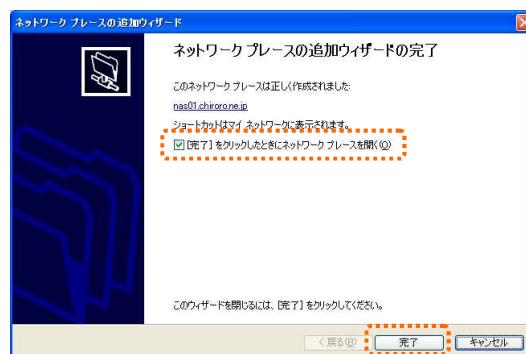 ネットワーク プレースの追加ウィザード
ネットワーク プレースの追加ウィザードの完了
このネットワーク プレースは正しく作成されました:
nas01.chiroro.ne.jp
ショートカットはマイ ネットワークに表示されます。
[完了] をクリックしたときにネットワーク プレースを開く(O)
このウィザードを閉じるには、[完了] をクリックしてください。
< 戻る(B)
完了
キャンセル